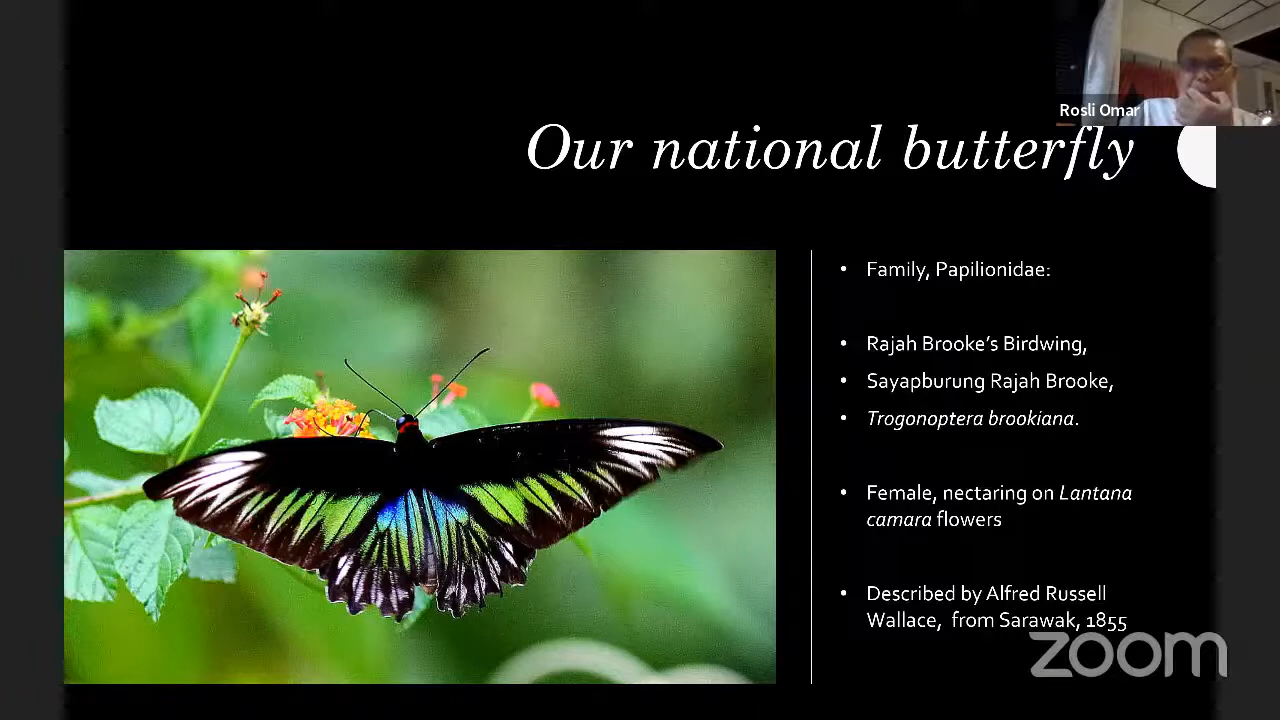 Rosli Omar
Our national butterfly
• Family, Papilionidae:
• Rajah Brooke's Birdwing,
• Sayapburung Rajah Brooke,
• Trogonoptera brookiana.
• Female, nectaring on Lantana
camara flowers
• Described by Alfred Russell
Wallace, from Sarawak, 1855
zoom